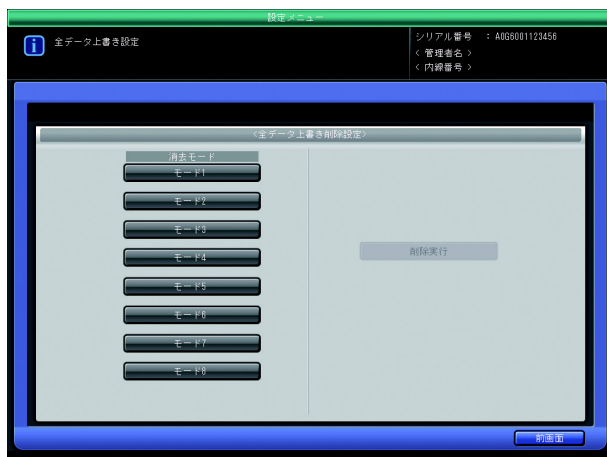 設定メニュー
全データ上書き設定
シリアル番号 : A0G6001123456
< 管理者名 >
< 内線番号 >
<全データ上書き削除設定>
消去モード
モード1
モード2
モード3
モード4
モード5
モード6
モード7
モード8
削除実行
前画面